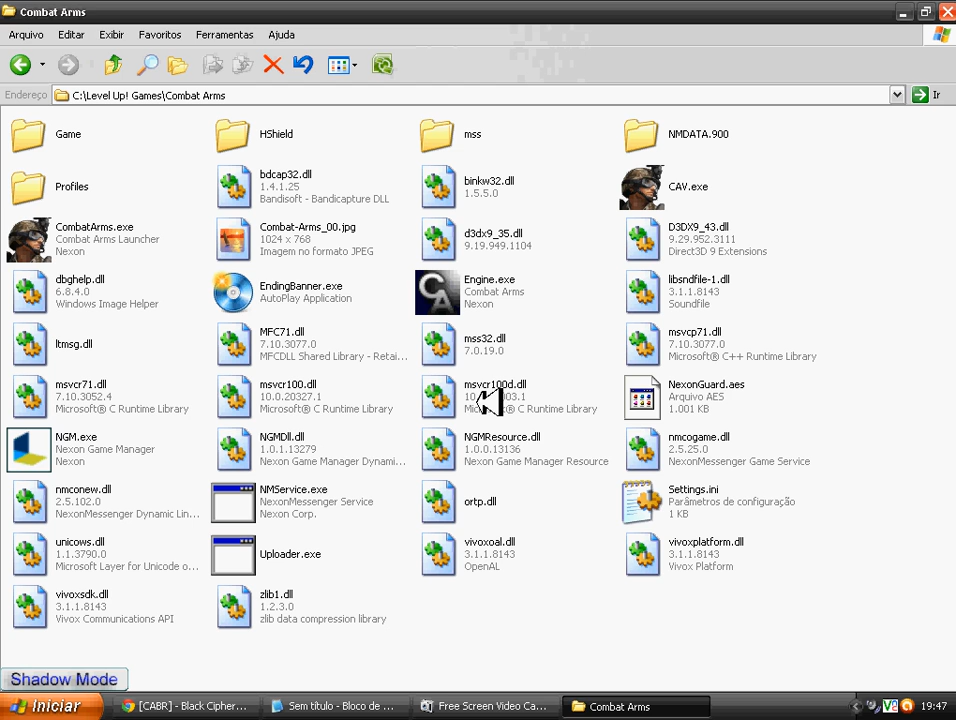 Combat Arms
Arquivo Editar Exibir Favoritos Ferramentas Ajuda
Endereço C:\Level Up! Games\Combat Arms Ir
Game
HShield
mss
NMDATA.900
Profiles
bdcap32.dll
1.4.1.25
Bandisoft - Bandicapture DLL
binkw32.dll
1.5.5.0
CAV.exe
CombatArms.exe
Combat Arms Launcher
Nexon
Combat-Arms_00.jpg
1024 x 768
Imagem no formato JPEG
d3dx9_35.dll
9.19.949.1104
D3DX9_43.dll
9.29.952.3111
Direct3D 9 Extensions
dbghelp.dll
6.8.4.0
Windows Image Helper
EndingBanner.exe
AutoPlay Application
Engine.exe
Combat Arms
Nexon
libsndfile-1.dll
3.1.1.8143
Soundfile
ltmsg.dll
MFC71.dll
7.10.3077.0
MFCDLL Shared Library - Retai...
mss32.dll
7.0.19.0
msvcp71.dll
7.10.3077.0
Microsoft® C++ Runtime Library
msvcr71.dll
7.10.3052.4
Microsoft® C Runtime Library
msvcr100.dll
10.0.20327.1
Microsoft® C Runtime Library
msvcr100d.dll
® C Runtime Library
NexonGuard.aes
Arquivo AES
1.001 KB
NGM.exe
Nexon Game Manager
Nexon
NGMDll.dll
1.0.1.13279
Nexon Game Manager Dynami...
NGMResource.dll
1.0.0.13136
Nexon Game Manager Resource
nmcogame.dll
2.5.25.0
NexonMessenger Game Service
nmconew.dll
2.5.102.0
NexonMessenger Dynamic Lin...
NMService.exe
NexonMessenger Service
Nexon Corp.
ortp.dll
Settings.ini
Parâmetros de configuração
1 KB
unicows.dll
1.1.3790.0
Microsoft Layer for Unicode o...
Uploader.exe
vivoxoal.dll
3.1.1.8143
OpenAL
vivoxplatform.dll
3.1.1.8143
Vivox Platform
vivoxsdk.dll
3.1.1.8143
Vivox Communications API
zlib1.dll
1.2.3.0
zlib data compression library
Shadow Mode
Iniciar [CABR] - Black Cipher... Sem título - Bloco de ... Free Screen Video Ca... Combat Arms 19:47